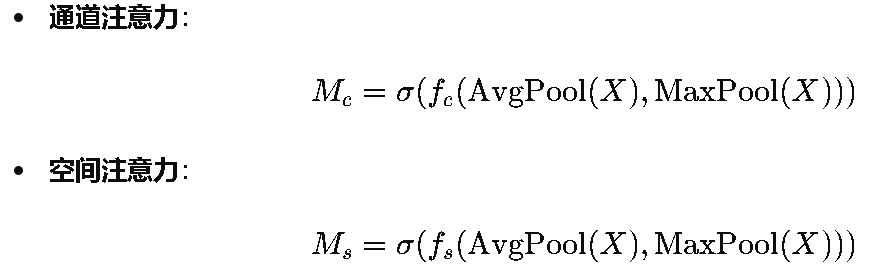 • 通道注意力：
M_c = σ(f_c(AvgPool(X), MaxPool(X)))
• 空间注意力：
M_s = σ(f_s(AvgPool(X), MaxPool(X)))